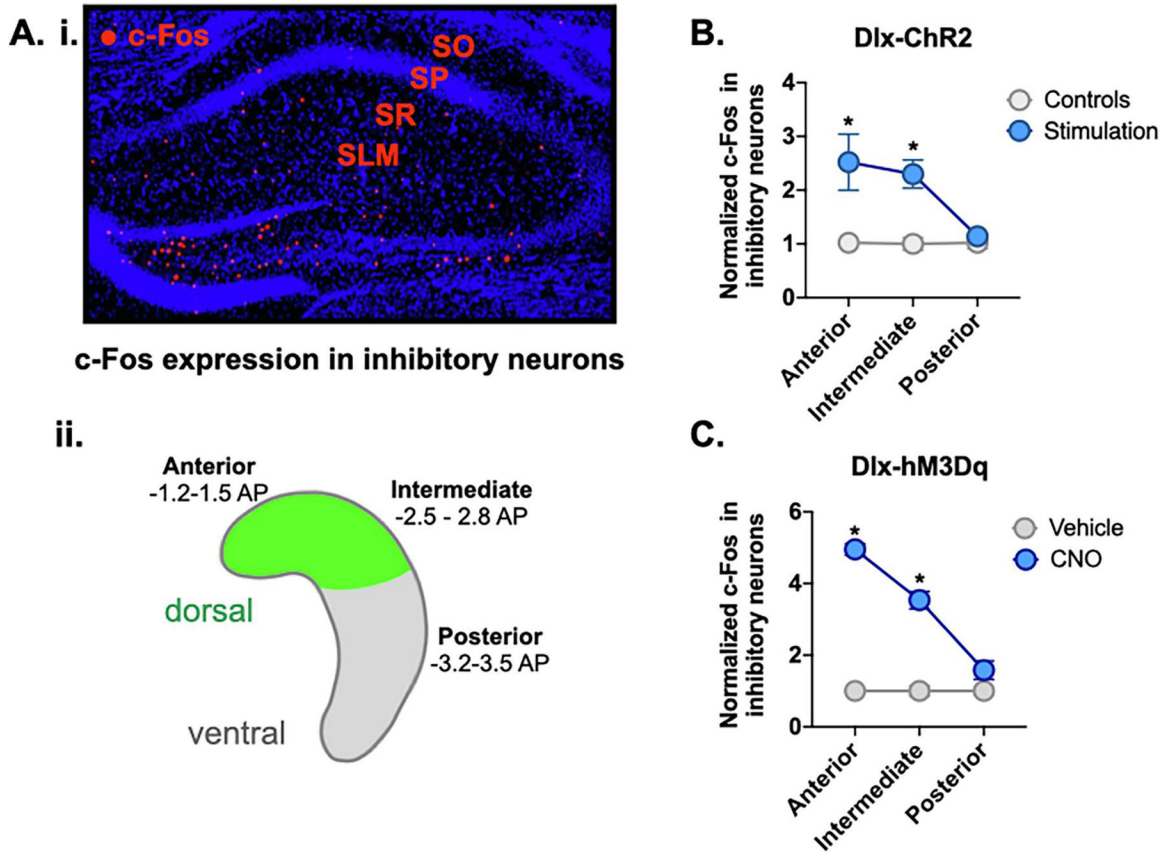 A. i.
c-Fos
SO
SP
SR
SLM
c-Fos expression in inhibitory neurons
ii.
Anterior
-1.2-1.5 AP
Intermediate
-2.5 - 2.8 AP
dorsal
Posterior
-3.2-3.5 AP
ventral
B.
Dlx-ChR2
Normalized c-Fos in
inhibitory neurons
4
3
2
1
0
Controls
Stimulation
*
*
Anterior
Intermediate
Posterior
C.
Dlx-hM3Dq
Normalized c-Fos in
inhibitory neurons
6
4
2
0
Vehicle
CNO
*
*
Anterior
Intermediate
Posterior